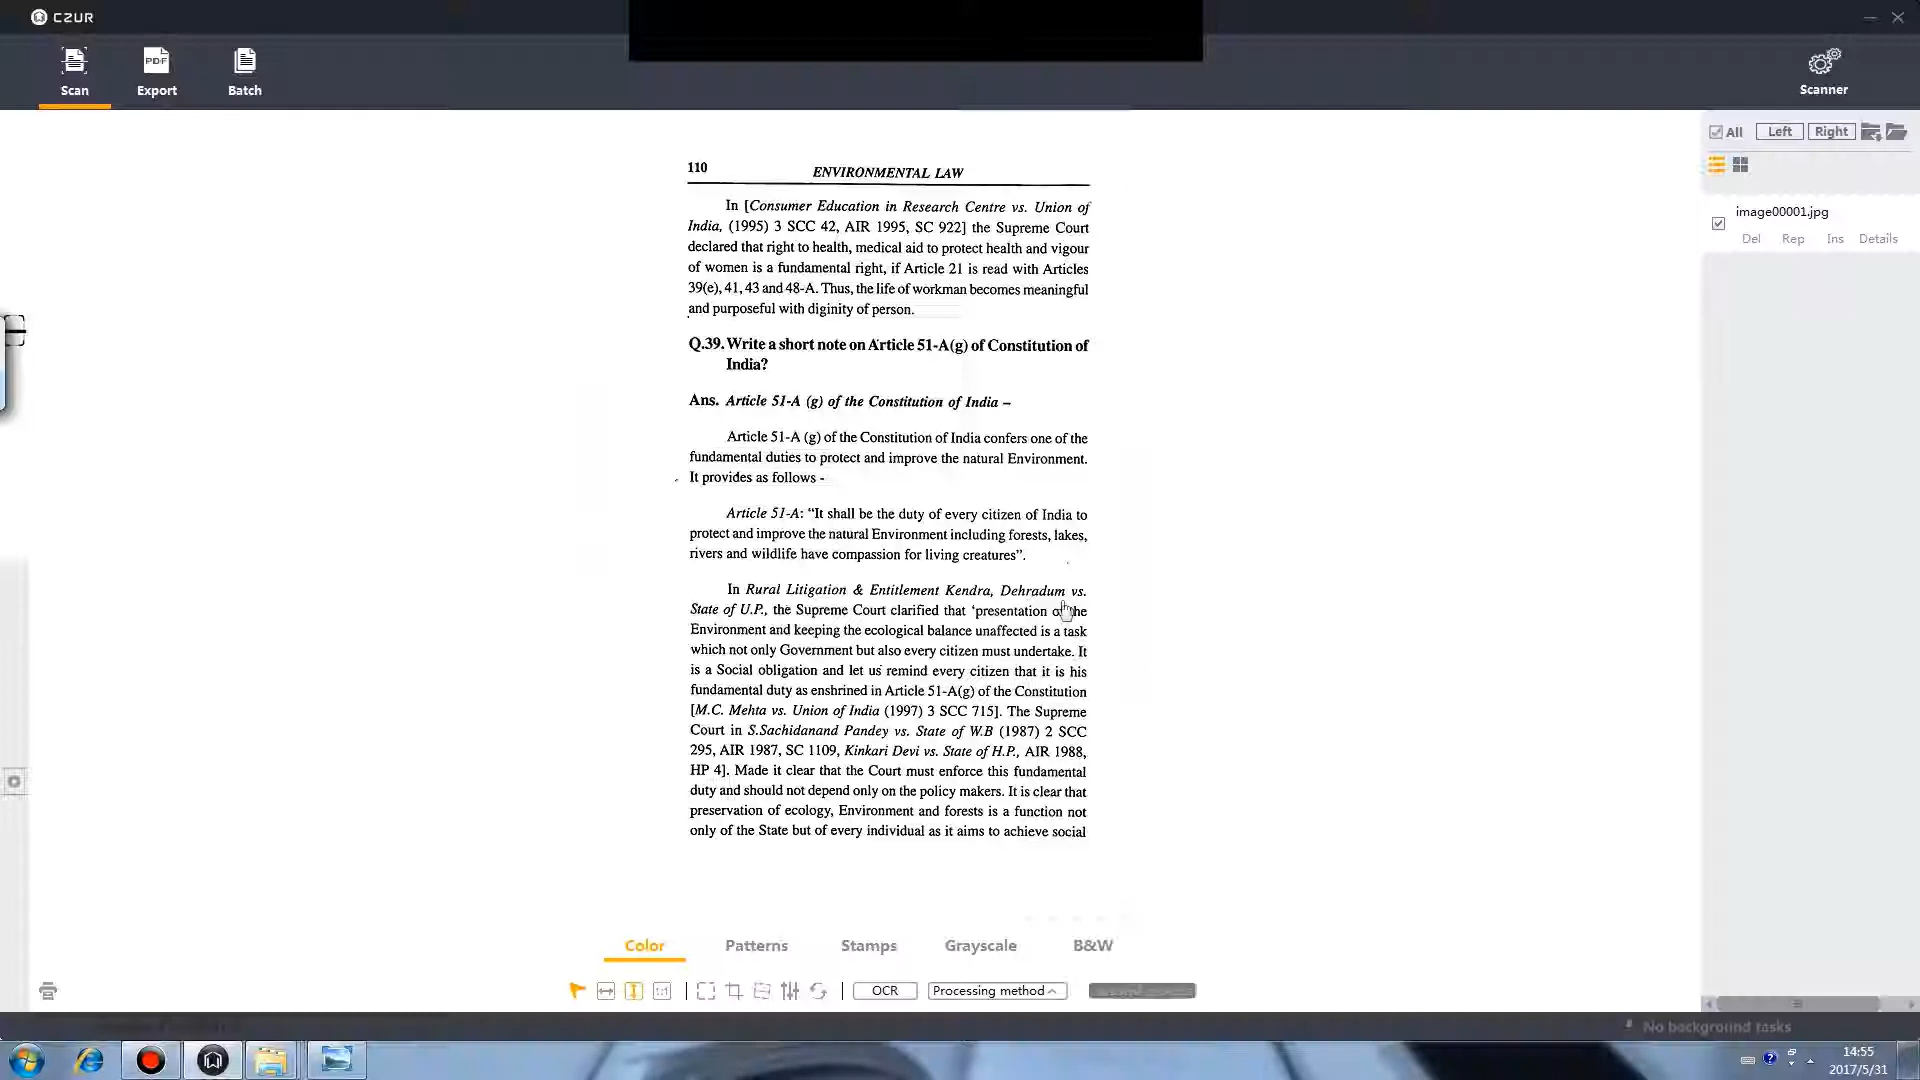 CZUR
Scan
PDF
Export
Batch
Scanner
All
Left
Right
image00001.jpg
Del Rep Ins Details
110 ENVIRONMENTAL LAW
In [Consumer Education in Research Centre vs. Union of
India, (1995) 3 SCC 42, AIR 1995, SC 922] the Supreme Court
declared that right to health, medical aid to protect health and vigour
of women is a fundamental right, if Article 21 is read with Articles
39(e), 41, 43 and 48-A. Thus, the life of workman becomes meaningful
and purposeful with diginity of person.
Q.39. Write a short note on Article 51-A(g) of Constitution of
India?
Ans. Article 51-A (g) of the Constitution of India –
Article 51-A (g) of the Constitution of India confers one of the
fundamental duties to protect and improve the natural Environment.
It provides as follows -
Article 51-A: “It shall be the duty of every citizen of India to
protect and improve the natural Environment including forests, lakes,
rivers and wildlife have compassion for living creatures”.
In Rural Litigation & Entitlement Kendra, Dehradum vs.
State of U.P., the Supreme Court clarified that ‘presentation of the
Environment and keeping the ecological balance unaffected is a task
which not only Government but also every citizen must undertake. It
is a Social obligation and let us remind every citizen that it is his
fundamental duty as enshrined in Article 51-A(g) of the Constitution
[M.C. Mehta vs. Union of India (1997) 3 SCC 715]. The Supreme
Court in S.Sachidanand Pandey vs. State of W.B (1987) 2 SCC
295, AIR 1987, SC 1109, Kinkari Devi vs. State of H.P., AIR 1988,
HP 4]. Made it clear that the Court must enforce this fundamental
duty and should not depend only on the policy makers. It is clear that
preservation of ecology, Environment and forests is a function not
only of the State but of every individual as it aims to achieve social
Color Patterns Stamps Grayscale B&W
1:1
OCR
Processing method
No background tasks
14:55
2017/5/31